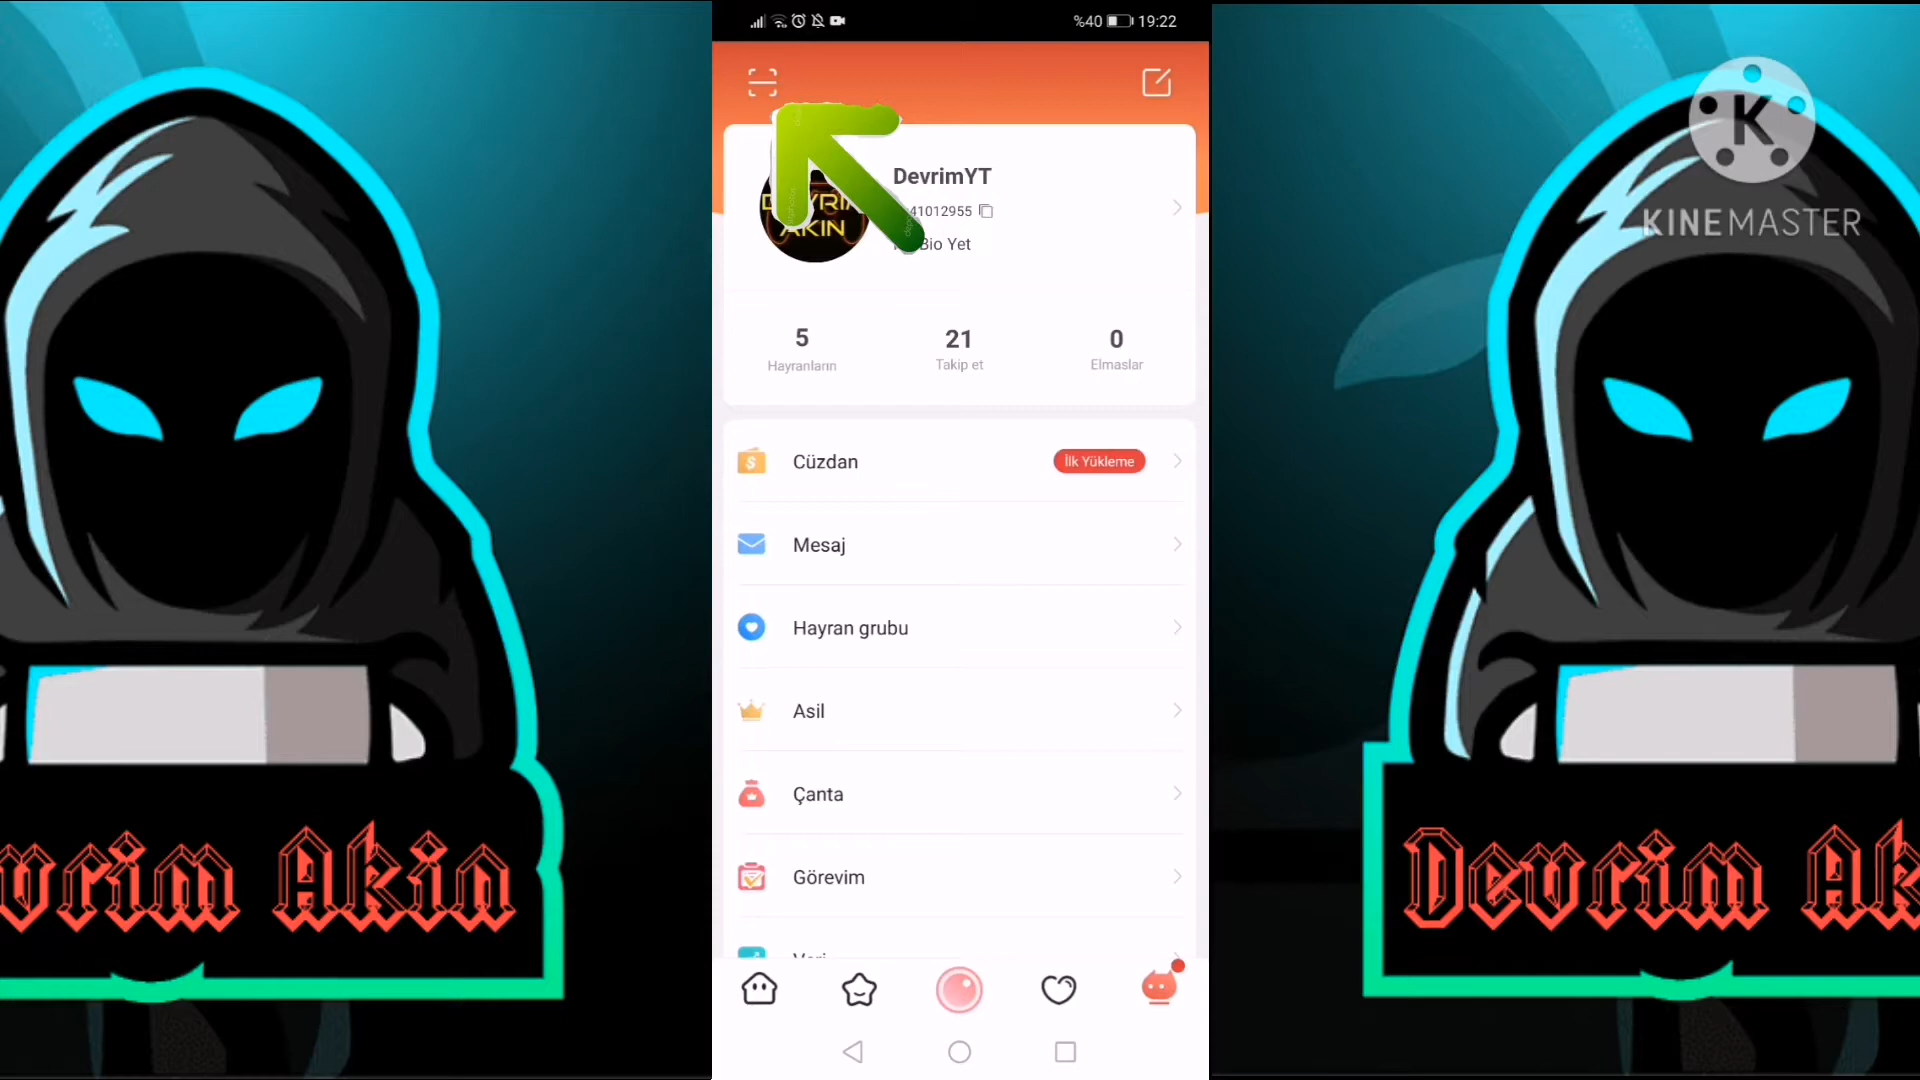 %40 19:22
K
KINEMASTER
DevrimYT
41012955
Bio Yet
AKIN
5
Hayranların
21
Takip et
0
Elmaslar
Cüzdan
İlk Yükleme
Mesaj
Hayran grubu
Asil
Çanta
Görevim
vrim Akin
Devrim Ak